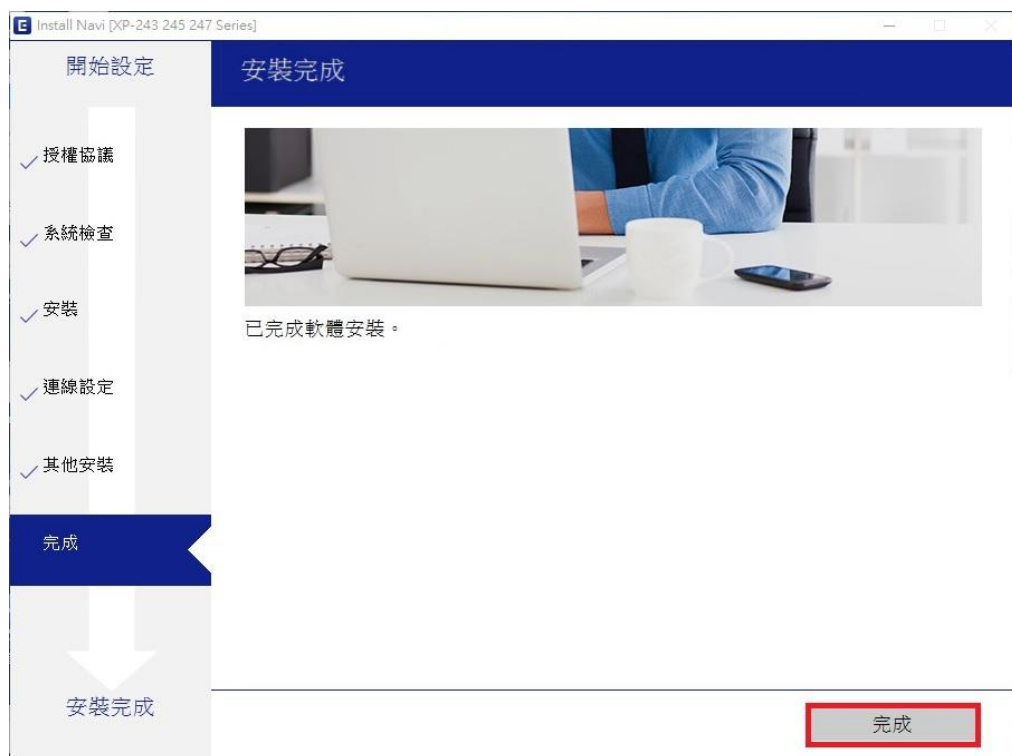 Install Navi [XP-243 245 247 Series]
開始設定
安裝完成
授權協議
系統檢查
安裝
連線設定
其他安裝
完成
安裝完成
已完成軟體安裝。
完成